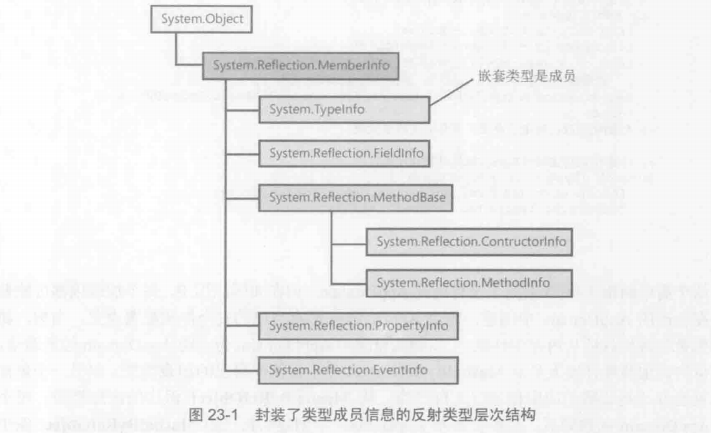 System.Object
System.Reflection.MemberInfo
嵌套类型是成员
System.TypeInfo
System.Reflection.FieldInfo
System.Reflection.MethodBase
System.Reflection.ContructorInfo
System.Reflection.MethodInfo
System.Reflection.PropertyInfo
System.Reflection.EventInfo
图 23-1 封装了类型成员信息的反射类型层次结构